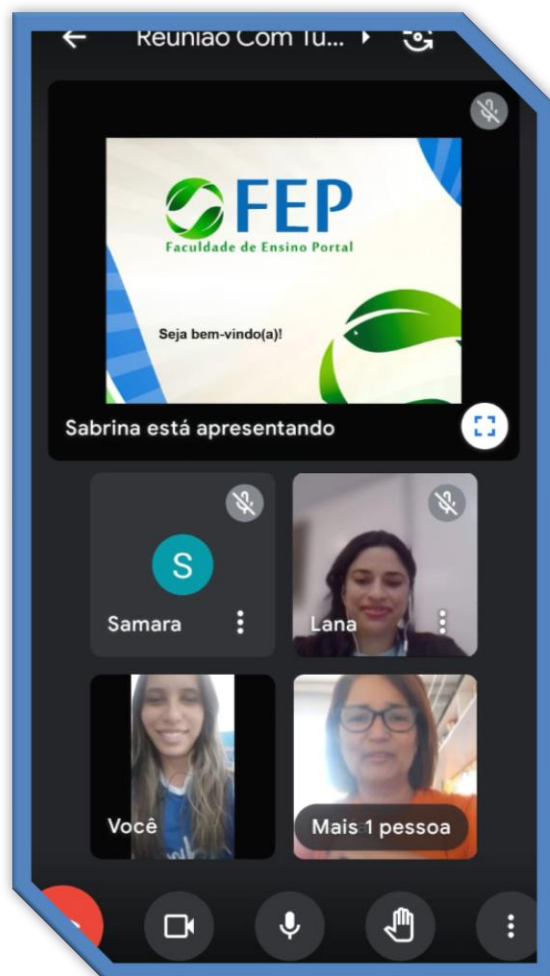 Reunião Com Tu...
FEP
Faculdade de Ensino Portal
Seja bem-vindo(a)!
Sabrina está apresentando
S
Samara
Lana
Você
Mais 1 pessoa